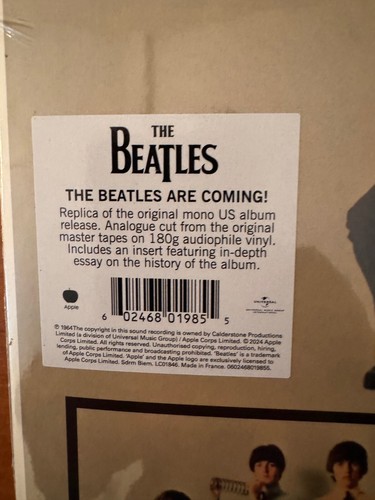 THE
BEATLES
THE BEATLES ARE COMING!
Replica of the original mono US album
release. Analogue cut from the original
master tapes on 180g audiophile vinyl.
Includes an insert featuring in-depth
essay on the history of the album.
Apple
6 02468 01985 5
UNIVERSAL
℗ 1964The copyright in this sound recording is owned by Calderstone Productions
Limited (a division of Universal Music Group) / Apple Corps Limited. © 2024 Apple
Corps Limited. All rights reserved. Unauthorised copying, reproduction, hiring,
lending, public performance and broadcasting prohibited. 'Beatles' is a trademark
of Apple Corps Limited. 'Apple' and the Apple logo are exclusively licensed to
Apple Corps Limited. Sdrm Biem. LC01846. Made in France. 0602468019855.